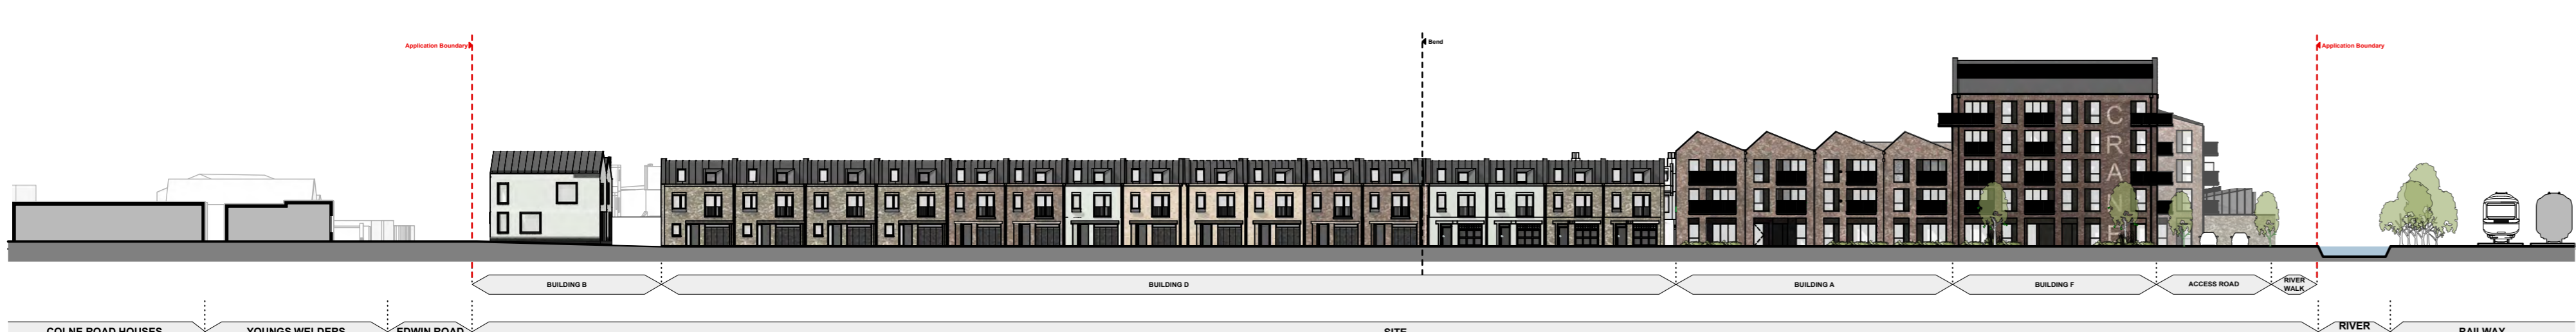 Application Boundary
Bend
Application Boundary
CRANE
BUILDING B
BUILDING D
BUILDING A
BUILDING F
ACCESS ROAD
RIVER
WALK
COLNE ROAD HOUSES
YOUNGS WELDERS
EDWIN ROAD
SITE
RIVER
RAILWAY